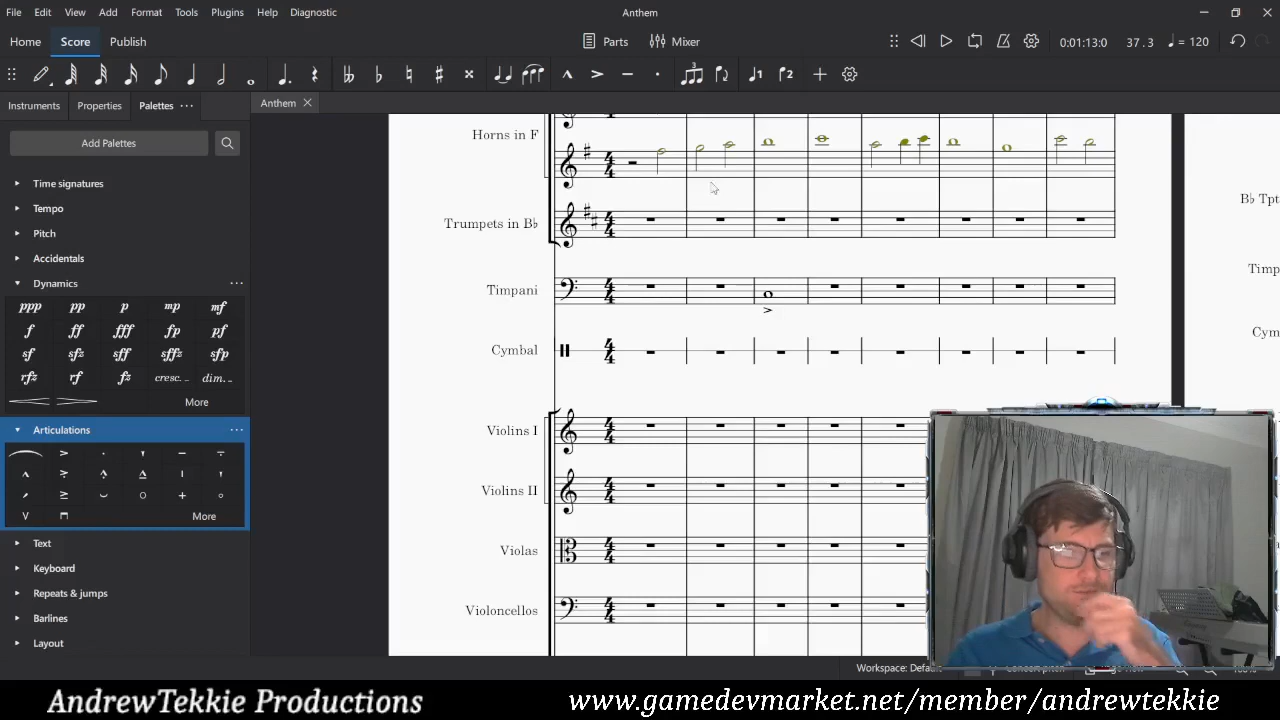 File Edit View Add Format Tools Plugins Help Diagnostic
Anthem
Home Score Publish
Parts Mixer
0:01:13:0 37 . 3 = 120
Instruments Properties Palettes
Anthem
Add Palettes
Time signatures
Tempo
Pitch
Accidentals
Dynamics
ppp pp p mp mf
f ff fff fp pf
sf sfz sff sffz sfp
rfz rf fz cresc. _ dim. _
More
Articulations
More
Text
Keyboard
Repeats & jumps
Barlines
Layout
Horns in F
Trumpets in B♭
Timpani
Cymbal
Violins I
Violins II
Violas
Violoncellos
B♭ Tpt
Timp
Cym
Workspace: Defa
AndrewTekkie Productions
www.gamedevmarket.net/member/andrewtekkie